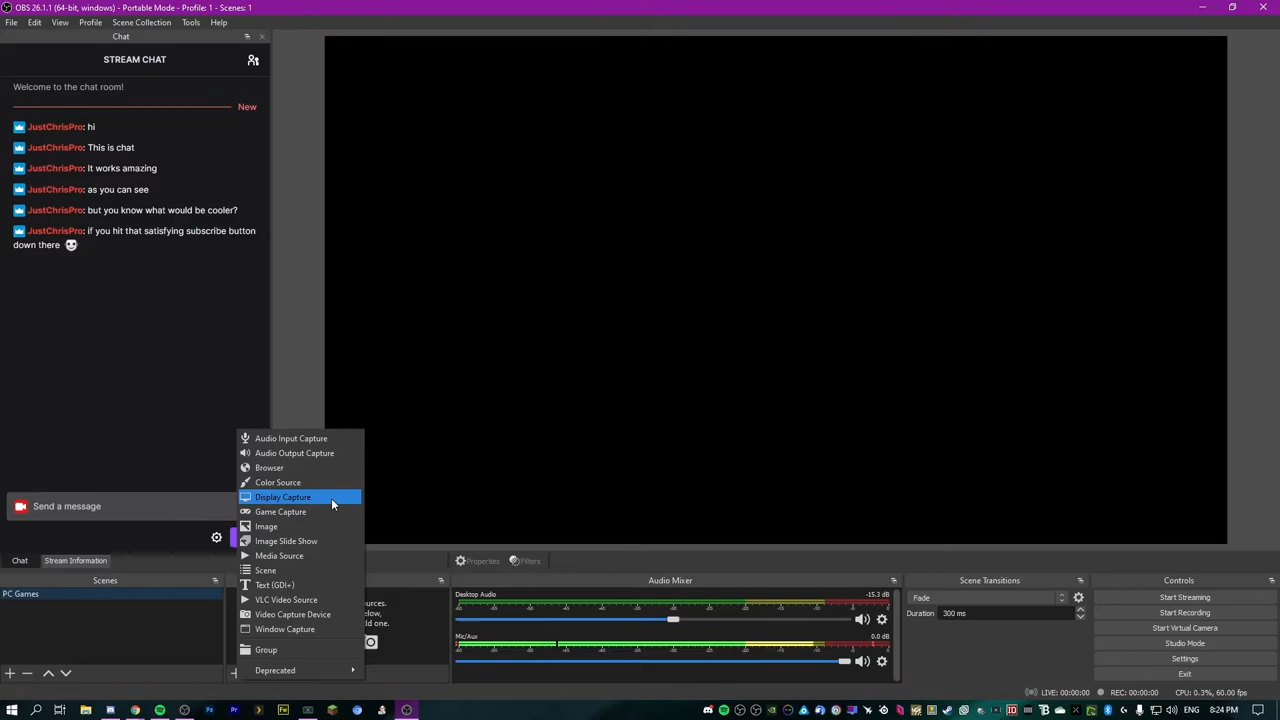 OBS 26.1.1 (64-bit, windows) - Portable Mode - Profile: 1 - Scenes: 1
File Edit View Profile Scene Collection Tools Help
Chat
STREAM CHAT
Welcome to the chat room!
New
JustChrisPro: hi
JustChrisPro: This is chat
JustChrisPro: It works amazing
JustChrisPro: as you can see
JustChrisPro: but you know what would be cooler?
JustChrisPro: if you hit that satisfying subscribe button
down there
Send a message
Chat Stream Information
Scenes
PC Games
Audio Input Capture
Audio Output Capture
Browser
Color Source
Display Capture
Game Capture
Image
Image Slide Show
Media Source
Scene
Text (GDI+)
VLC Video Source
Video Capture Device
Window Capture
Group
Deprecated
Properties Filters
Audio Mixer
Desktop Audio -15.3 dB
Mic/Aux 0.0 dB
Scene Transitions
Fade
Duration 300 ms
Controls
Start Streaming
Start Recording
Start Virtual Camera
Studio Mode
Settings
Exit
LIVE: 00:00:00 REC: 00:00:00 CPU: 0.3%, 60.00 fps
ENG 8:24 PM